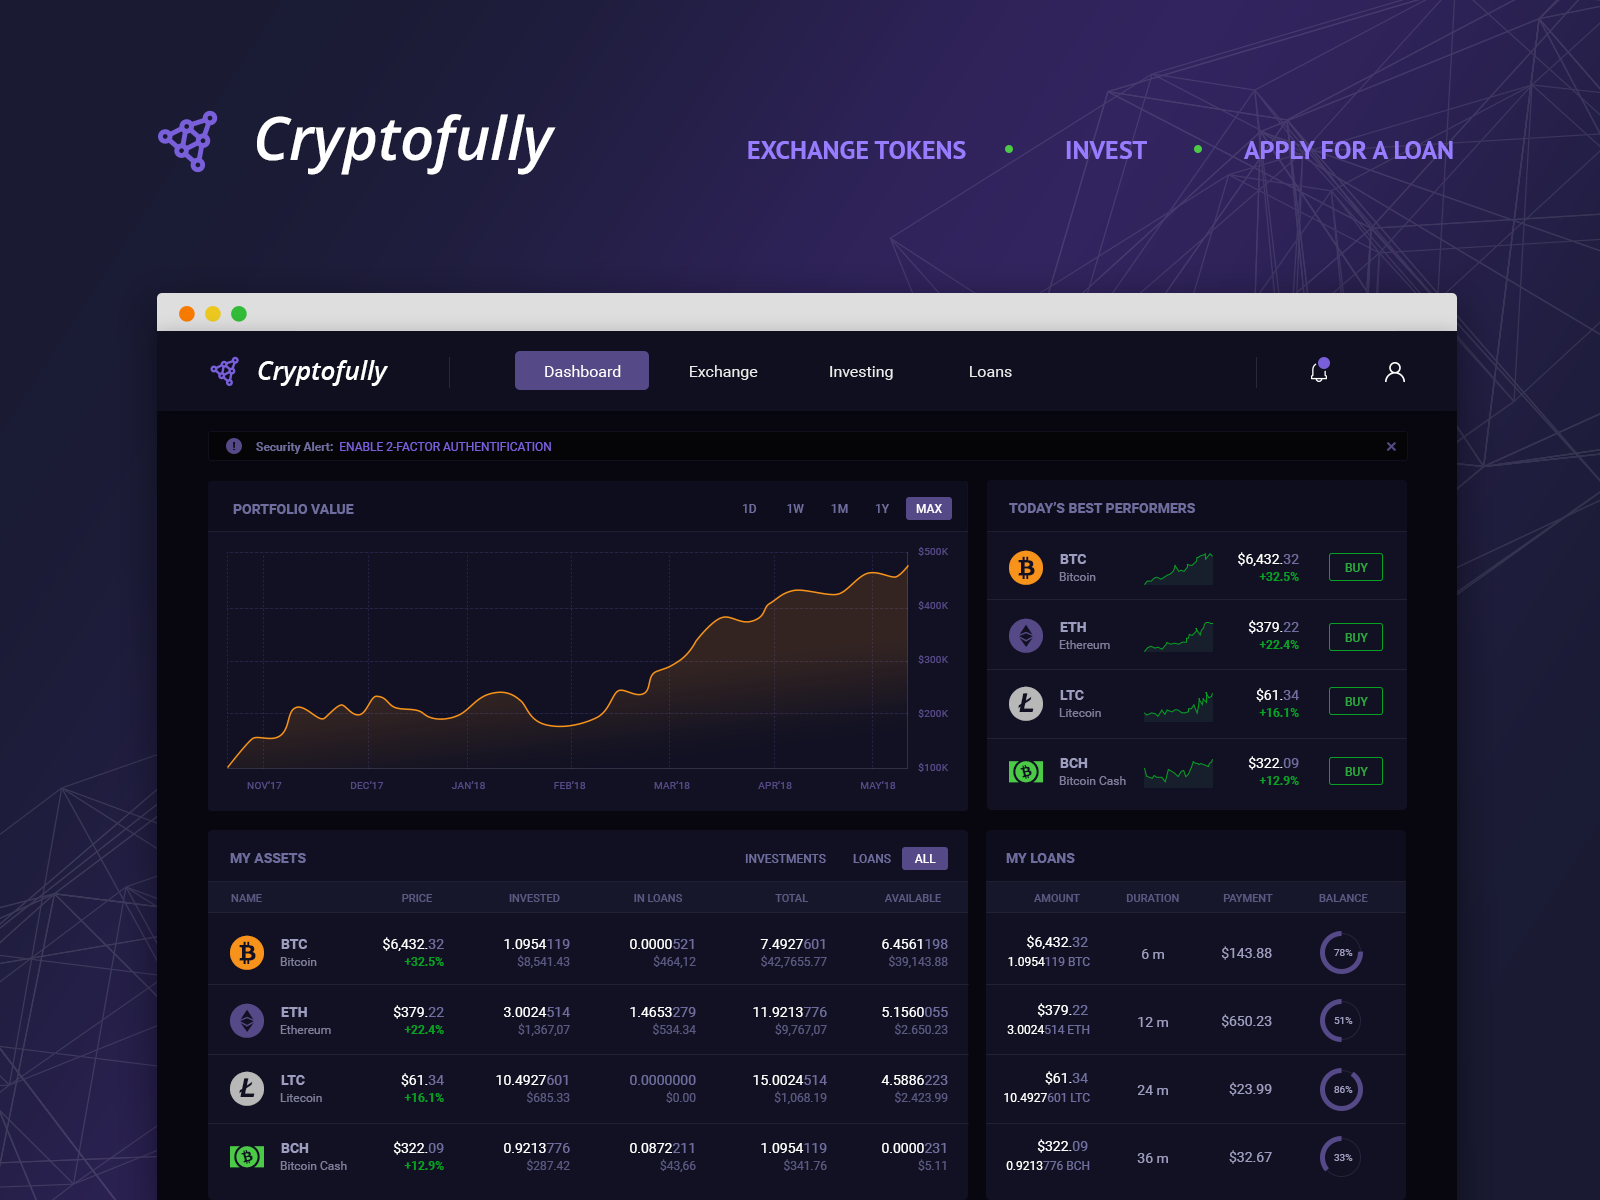 Cryptofully
EXCHANGE TOKENS • INVEST • APPLY FOR A LOAN
Cryptofully
Dashboard Exchange Investing Loans
! Security Alert: ENABLE 2-FACTOR AUTHENTIFICATION ×
PORTFOLIO VALUE 1D 1W 1M 1Y MAX
$500K
$400K
$300K
$200K
$100K
NOV'17 DEC'17 JAN'18 FEB'18 MAR'18 APR'18 MAY'18
TODAY'S BEST PERFORMERS
BTC $6,432.32 BUY
Bitcoin +32.5%
ETH $379.22 BUY
Ethereum +22.4%
LTC $61.34 BUY
Litecoin +16.1%
BCH $322.09 BUY
Bitcoin Cash +12.9%
MY ASSETS INVESTMENTS LOANS ALL
NAME PRICE INVESTED IN LOANS TOTAL AVAILABLE
BTC $6,432.32 1.0954119 0.0000521 7.4927601 6.4561198
Bitcoin +32.5% $8,541.43 $464,12 $42,7655.77 $39,143.88
ETH $379.22 3.0024514 1.4653279 11.9213776 5.1560055
Ethereum +22.4% $1,367,07 $534.34 $9,767,07 $2.650.23
LTC $61.34 10.4927601 0.0000000 15.0024514 4.5886223
Litecoin +16.1% $685.33 $0.00 $1,068.19 $2.423.99
BCH $322.09 0.9213776 0.0872211 1.0954119 0.0000231
Bitcoin Cash +12.9% $287.42 $43,66 $341.76 $5.11
MY LOANS
AMOUNT DURATION PAYMENT BALANCE
$6,432.32
1.0954119 BTC 6 m $143.88 78%
$379.22
3.0024514 ETH 12 m $650.23 51%
$61.34
10.4927601 LTC 24 m $23.99 86%
$322.09
0.9213776 BCH 36 m $32.67 33%